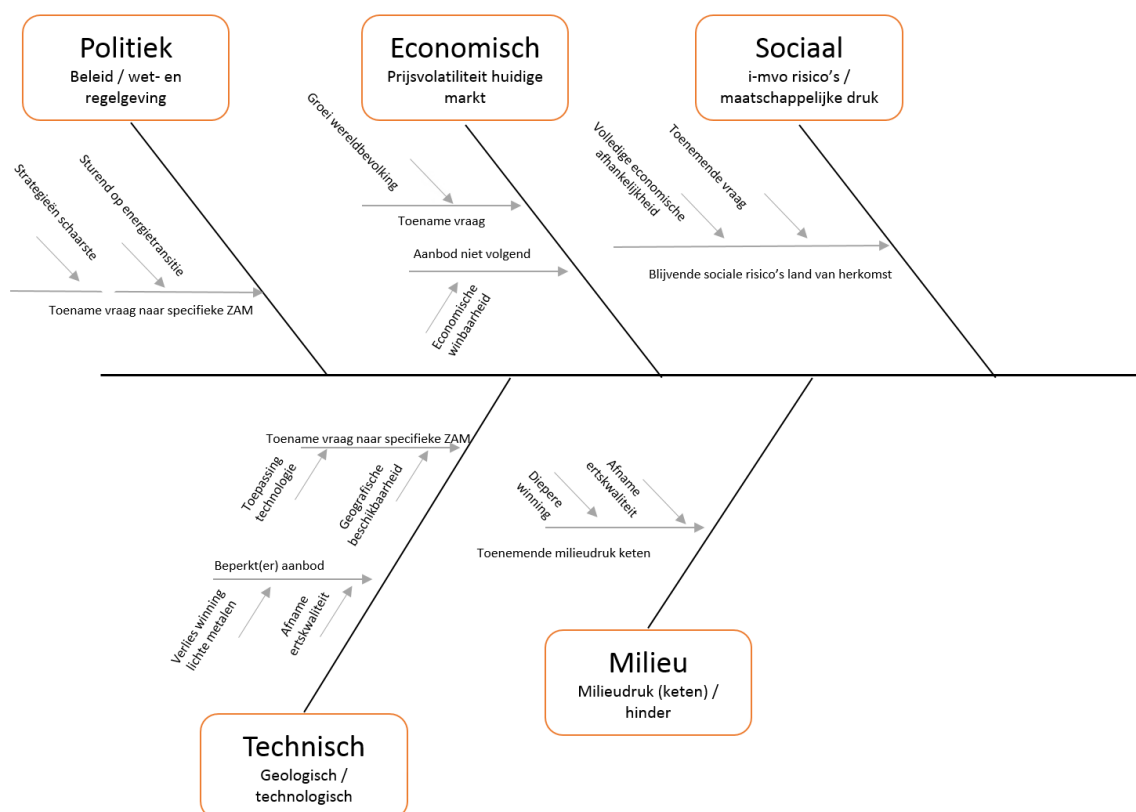 Politiek
Beleid / wet- en
regelgeving
Economisch
Prijsvolatiliteit huidige
markt
Sociaal
i-mvo risico's /
maatschappelijke druk
Strategieën schaarste
Sturend op energietransitie
Toename vraag naar specifieke ZAM
Groei wereldbevolking
Toename vraag
Aanbod niet volgend
Economische
winbaarheid
Volledige economische
afhankelijkheid
Toenemende vraag
Blijvende sociale risico's land van herkomst
Toename vraag naar specifieke ZAM
Toepassing
technologie
Geografische
beschikbaarheid
Beperkt(er) aanbod
Verlies winning
lichte metalen
Afname
ertskwaliteit
Diepere
winning
Afname
ertskwaliteit
Toenemende milieudruk keten
Milieu
Milieudruk (keten) /
hinder
Technisch
Geologisch /
technologisch